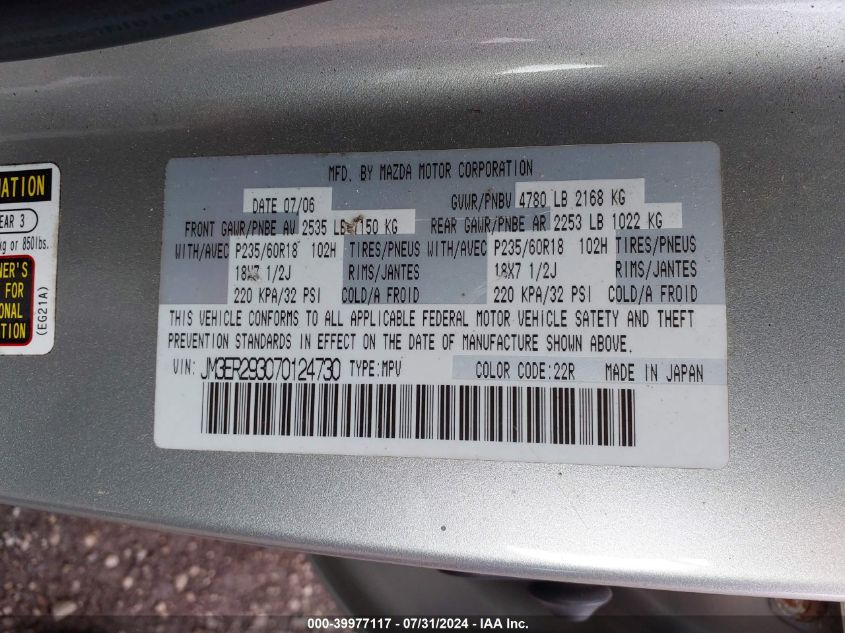 MFD. BY MAZDA MOTOR CORPORATION
DATE 07/06 GVWR/PNBV 4780 LB 2168 KG
FRONT GAWR/PNBE AV 2535 LB 1150 KG REAR GAWR/PNBE AR 2253 LB 1022 KG
WITH/AVEC P235/60R18 102H TIRES/PNEUS WITH/AVEC P235/60R18 102H TIRES/PNEUS
18X7 1/2J RIMS/JANTES 18X7 1/2J RIMS/JANTES
220 KPA/32 PSI COLD/A FROID 220 KPA/32 PSI COLD/A FROID
THIS VEHICLE CONFORMS TO ALL APPLICABLE FEDERAL MOTOR VEHICLE SAFETY AND THEFT
PREVENTION STANDARDS IN EFFECT ON THE DATE OF MANUFACTURE SHOWN ABOVE.
VIN: JM3ER293070124730 TYPE:MPV COLOR CODE:22R MADE IN JAPAN
EAR 3
kg or 850lbs.
NER'S
FOR
ONAL
ATION
(EG21A)
000-39977117 - 07/31/2024 - IAA Inc.